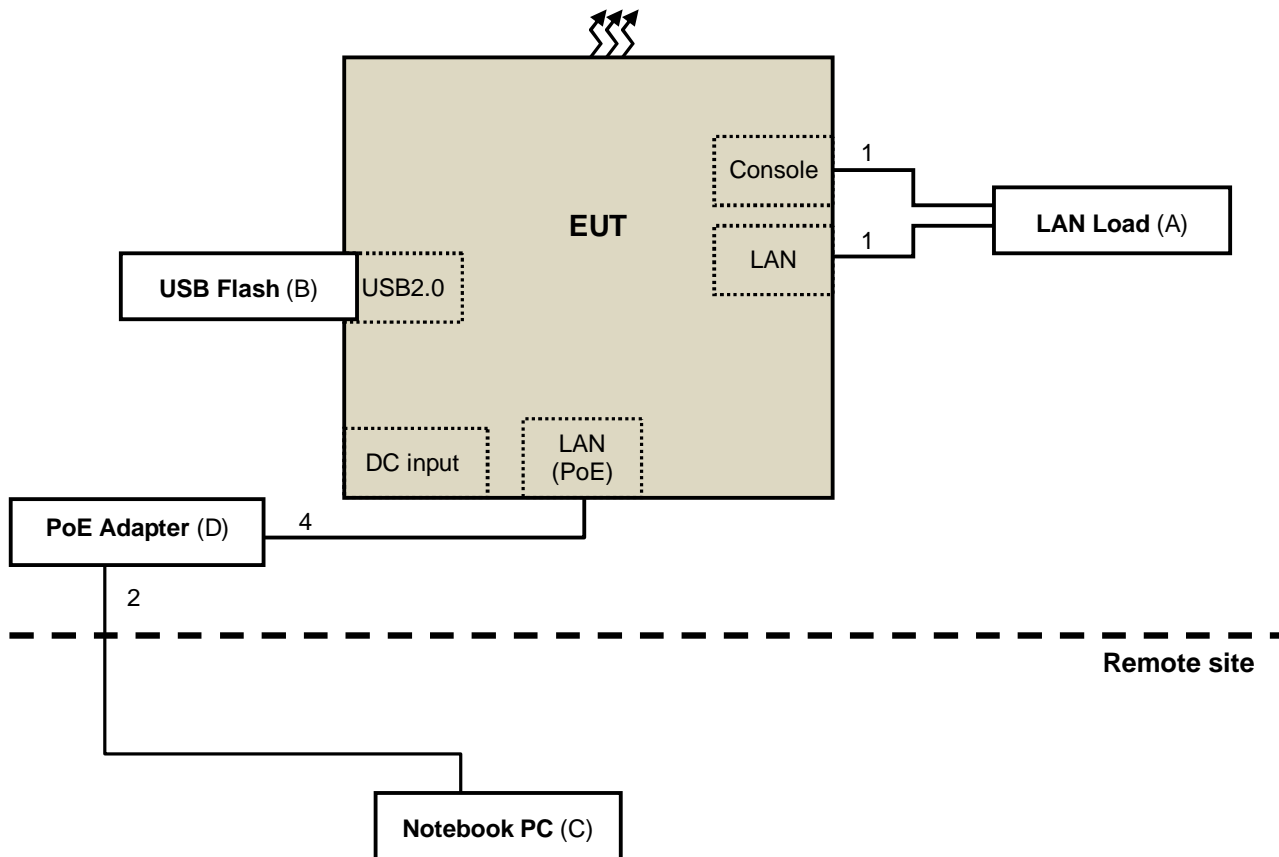 Console
1
EUT
LAN Load (A)
1
LAN
USB Flash (B)
USB2.0
DC input
LAN
(PoE)
PoE Adapter (D)
4
2
Remote site
Notebook PC (C)